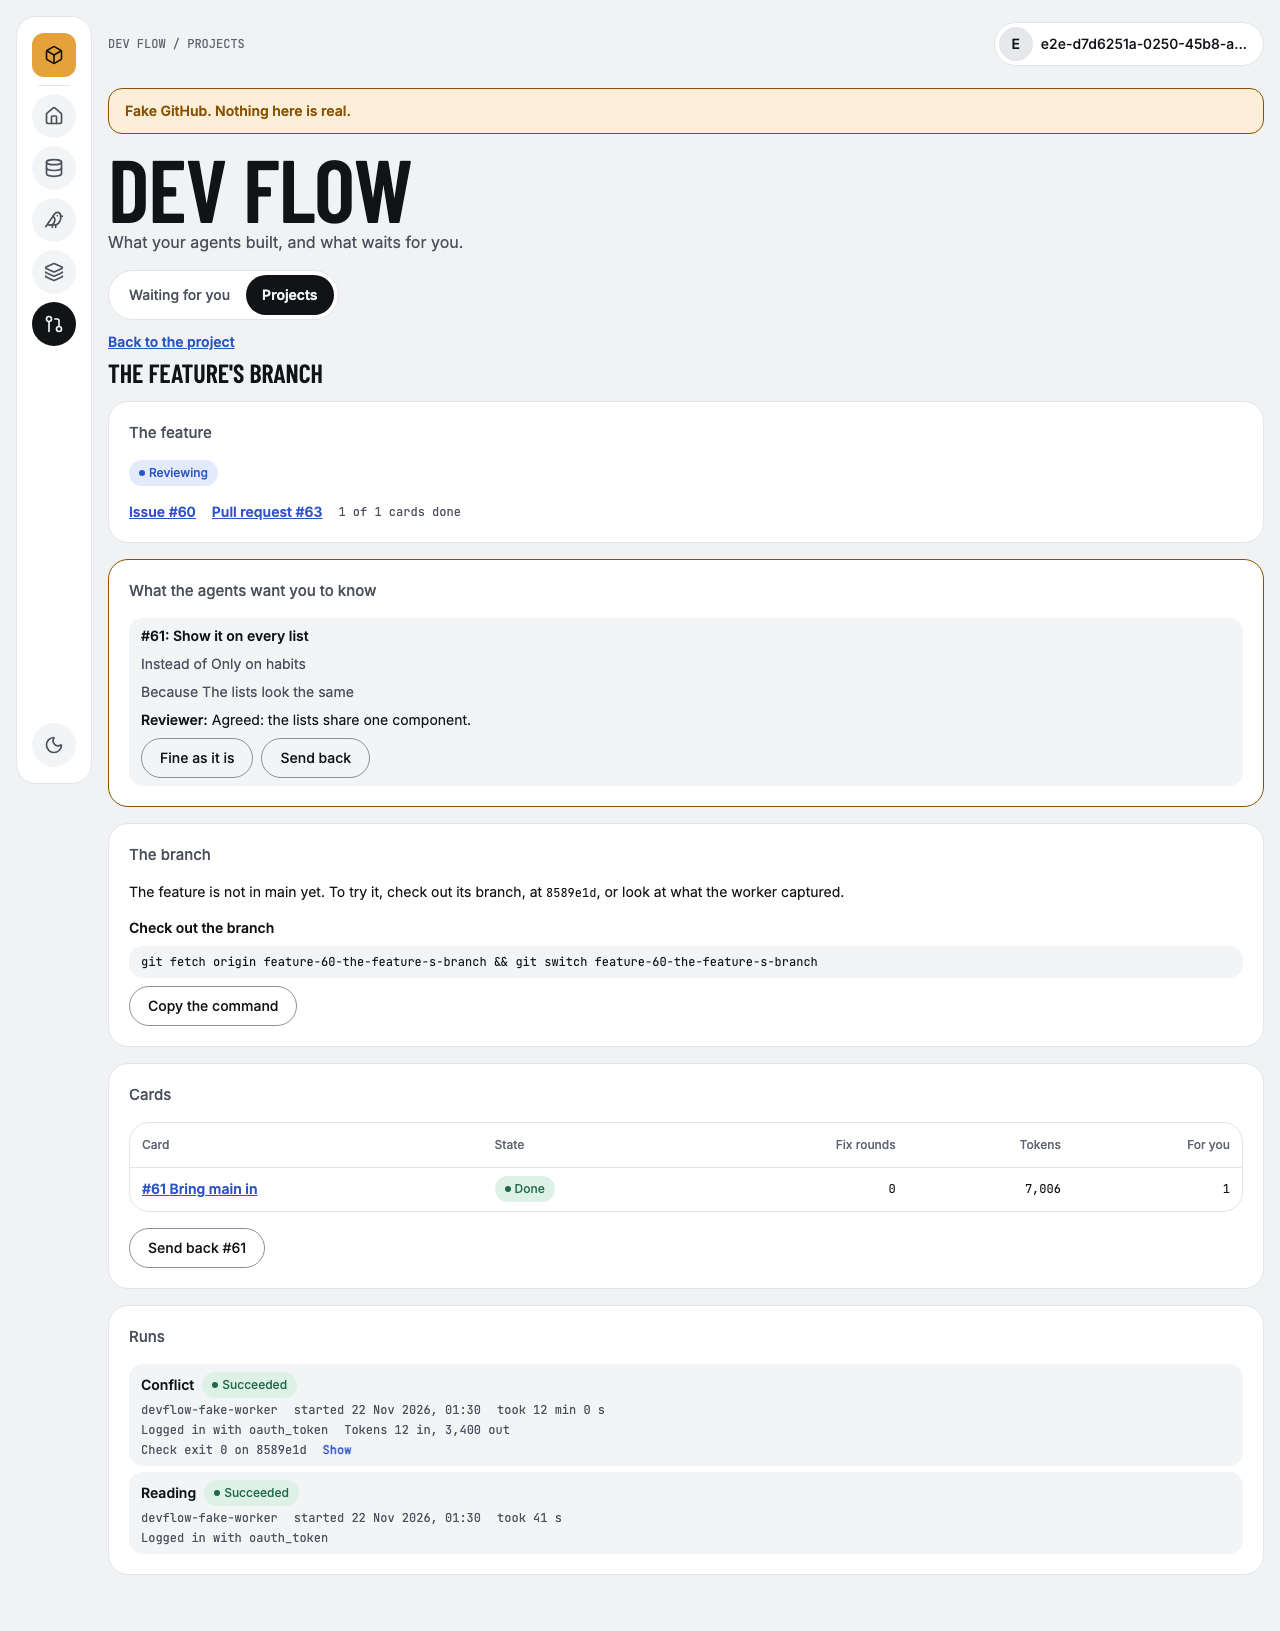 DEV FLOW / PROJECTS
E
e2e-d7d6251a-0250-45b8-a...
Fake GitHub. Nothing here is real.
DEV FLOW
What your agents built, and what waits for you.
Waiting for you
Projects
Back to the project
THE FEATURE'S BRANCH
The feature
Reviewing
Issue #60 Pull request #63 1 of 1 cards done
What the agents want you to know
#61: Show it on every list
Instead of Only on habits
Because The lists look the same
Reviewer: Agreed: the lists share one component.
Fine as it is
Send back
The branch
The feature is not in main yet. To try it, check out its branch, at 8589e1d, or look at what the worker captured.
Check out the branch
git fetch origin feature-60-the-feature-s-branch && git switch feature-60-the-feature-s-branch
Copy the command
Cards
Card State Fix rounds Tokens For you
#61 Bring main in Done 0 7,006 1
Send back #61
Runs
Conflict Succeeded
devflow-fake-worker started 22 Nov 2026, 01:30 took 12 min 0 s
Logged in with oauth_token Tokens 12 in, 3,400 out
Check exit 0 on 8589e1d Show
Reading Succeeded
devflow-fake-worker started 22 Nov 2026, 01:30 took 41 s
Logged in with oauth_token